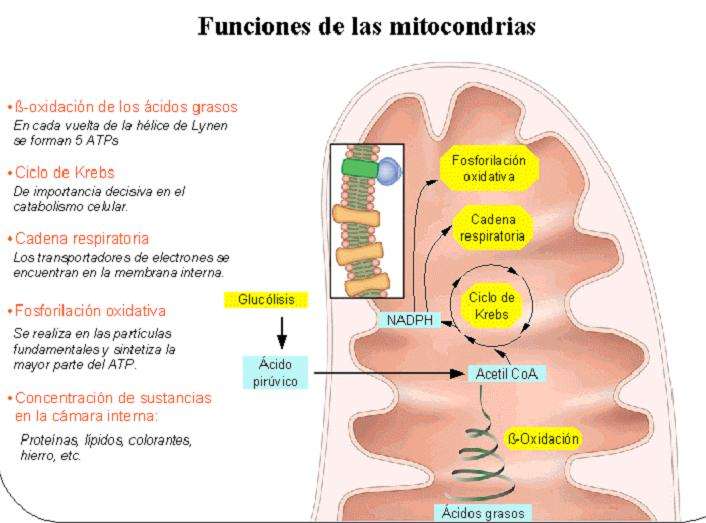 Funciones de las mitocondrias
•ß-oxidación de los ácidos grasos
En cada vuelta de la hélice de Lynen
se forman 5 ATPs
•Ciclo de Krebs
De importancia decisiva en el
catabolismo celular.
•Cadena respiratoria
Los transportadores de electrones se
encuentran en la membrana interna.
•Fosforilación oxidativa
Se realiza en las partículas
fundamentales y sintetiza la
mayor parte del ATP.
•Concentración de sustancias
en la cámara interna:
Proteínas, lípidos, colorantes,
hierro, etc.
Glucólisis
Ácido
pirúvico
Fosforilación
oxidativa
Cadena
respiratoria
Ciclo de
Krebs
NADPH
Acetil CoA
ß-Oxidación
Ácidos grasos